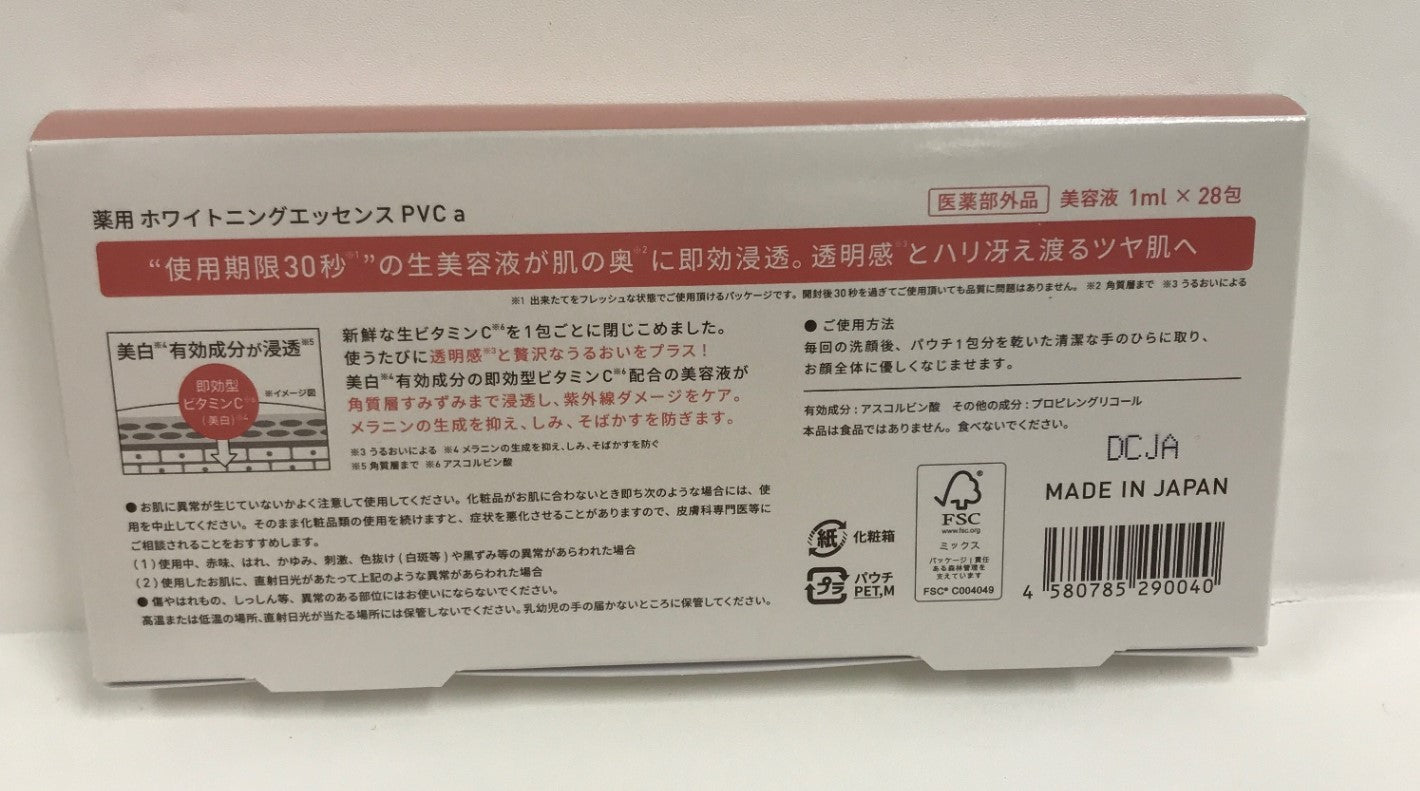 薬用 ホワイトニングエッセンス PVC a
医薬部外品 美容液 1ml × 28包
“使用期限30秒※1”の生美容液が肌の奥※2に即効浸透。透明感※3とハリ冴え渡るツヤ肌へ
※1 出来たてをフレッシュな状態でご使用頂けるパッケージです。開封後30秒を過ぎてご使用頂いても品質に問題はありません。 ※2 角質層まで ※3 うるおいによる
美白※4有効成分が浸透※5
即効型
ビタミンC※6
(美白)※4
※イメージ図
新鮮な生ビタミンC※6を1包ごとに閉じこめました。
使うたびに透明感※3と贅沢なうるおいをプラス！
美白※4有効成分の即効型ビタミンC※6配合の美容液が
角質層すみずみまで浸透し、紫外線ダメージをケア。
メラニンの生成を抑え、しみ、そばかすを防ぎます。
※3 うるおいによる ※4 メラニンの生成を抑え、しみ、そばかすを防ぐ
※5 角質層まで ※6 アスコルビン酸
● お肌に異常が生じていないかよく注意して使用してください。化粧品がお肌に合わないとき即ち次のような場合には、使
用を中止してください。そのまま化粧品類の使用を続けますと、症状を悪化させることがありますので、皮膚科専門医等に
ご相談されることをおすすめします。
(1)使用中、赤味、はれ、かゆみ、刺激、色抜け(白斑等)や黒ずみ等の異常があらわれた場合
(2)使用したお肌に、直射日光があたって上記のような異常があらわれた場合
● 傷やはれもの、しっしん等、異常のある部位にはお使いにならないでください。
高温または低温の場所、直射日光が当たる場所には保管しないでください。乳幼児の手の届かないところに保管してください。
● ご使用方法
毎回の洗顔後、パウチ1包分を乾いた清潔な手のひらに取り、
お顔全体に優しくなじませます。
有効成分：アスコルビン酸 その他の成分：プロピレングリコール
本品は食品ではありません。食べないでください。
DCJA
MADE IN JAPAN
紙 化粧箱
プラ パウチ
PET,M
FSC
www.fsc.org
ミックス
パッケージ｜責任
ある森林管理を
支えています
FSC® C004049
4 580785 290040